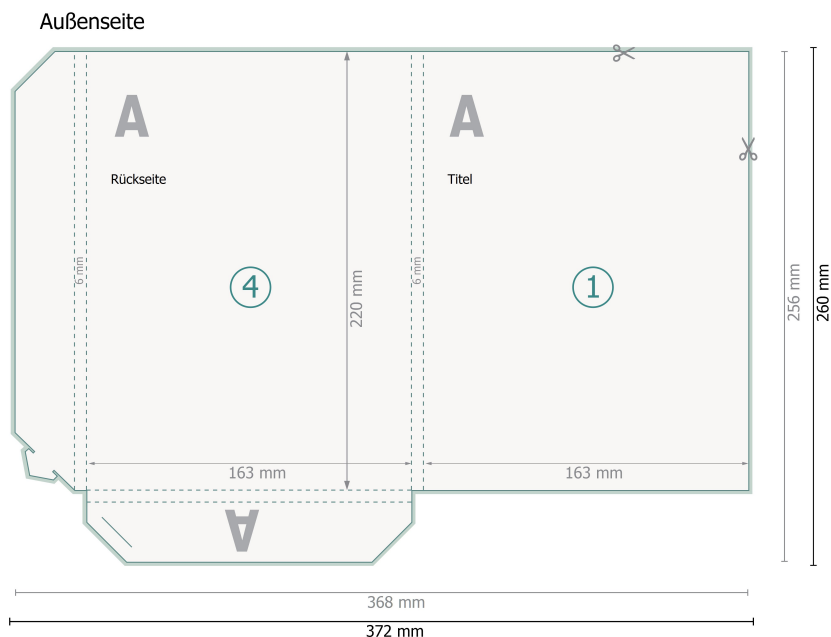 Außenseite
A
A
Rückseite
Titel
6 mm
6 mm
4
220 mm
1
256 mm
260 mm
163 mm
163 mm
A
368 mm
372 mm